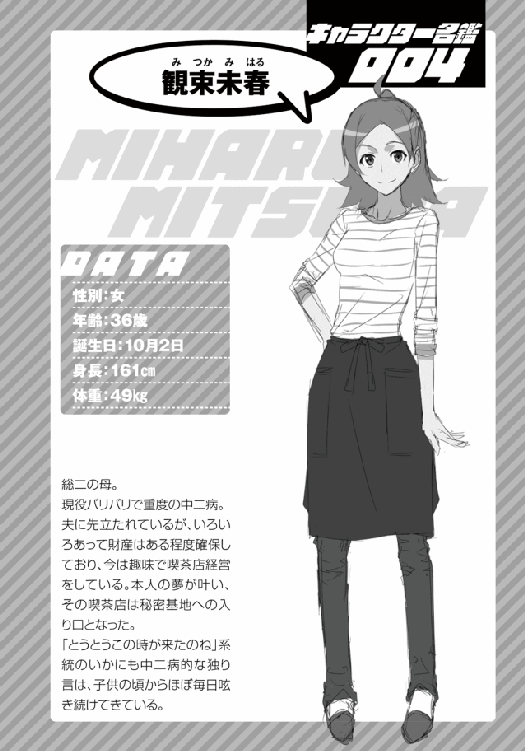 キャラクター名鑑
004
み つか み はる
観束未春
MIHARU
MITSUKA
DATA
性別:女
年齢:36歳
誕生日:10月2日
身長:161㎝
体重:49㎏
総二の母。
現役バリバリで重度の中二病。
夫に先立たれているが、いろい
ろあって財産はある程度確保し
ており、今は趣味で喫茶店経営
をしている。本人の夢が叶い、
その喫茶店は秘密基地への入
り口となった。
「とうとうこの時が来たのね」系
統のいかにも中二病的な独り
言は、子供の頃からほぼ毎日呟
き続けてきている。